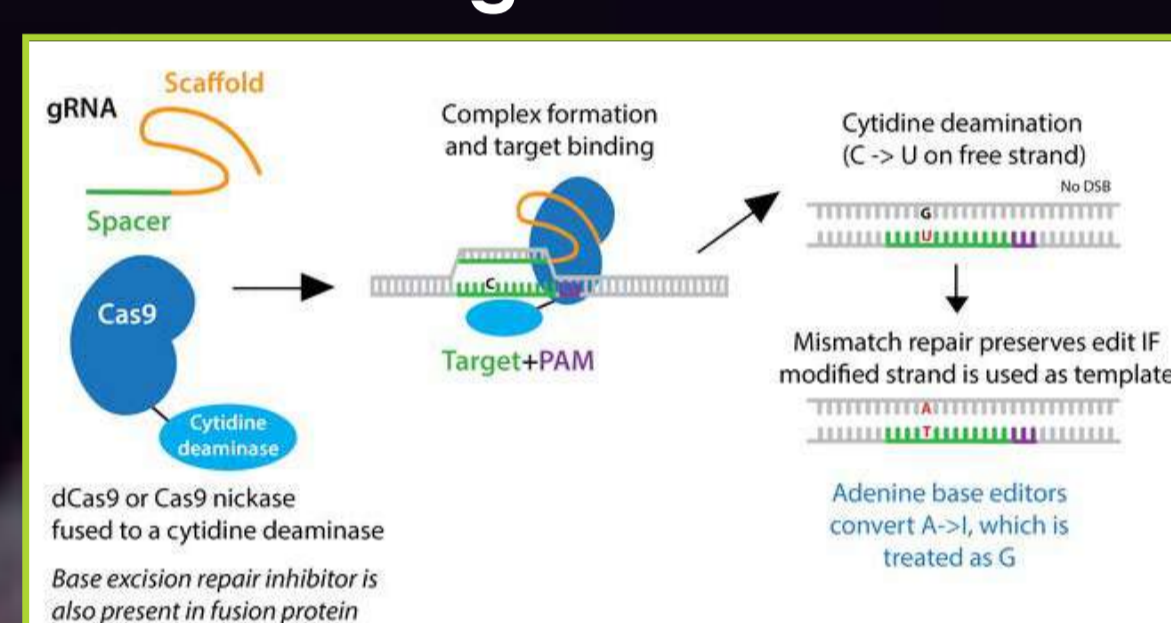 g
gRNA
Scaffold
Spacer
Cas9
Cytidine
deaminase
dCas9 or Cas9 nickase
fused to a cytidine deaminase
Base excision repair inhibitor is
also present in fusion protein
Complex formation
and target binding
C
Target+PAM
Cytidine deamination
(C -> U on free strand)
No DSB
G
U
Mismatch repair preserves edit IF
modified strand is used as template
A
T
Adenine base editors
convert A->I, which is
treated as G